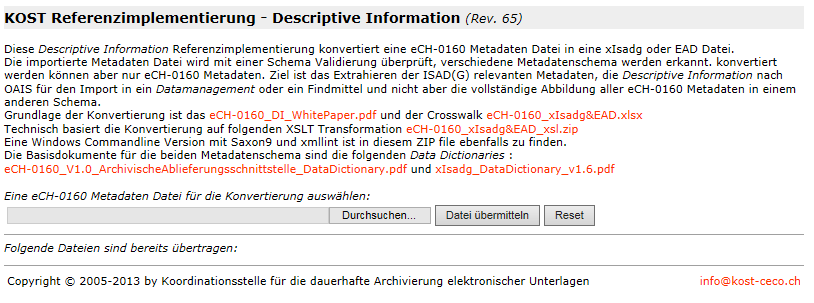 KOST Referenzimplementierung - Descriptive Information (Rev. 65)
Diese Descriptive Information Referenzimplementierung konvertiert eine eCH-0160 Metadaten Datei in eine xIsadg oder EAD Datei.
Die importierte Metadaten Datei wird mit einer Schema Validierung überprüft, verschiedene Metadatenschema werden erkannt. konvertiert
werden können aber nur eCH-0160 Metadaten. Ziel ist das Extrahieren der ISAD(G) relevanten Metadaten, die Descriptive Information nach
OAIS für den Import in ein Datamanagement oder ein Findmittel und nicht aber die vollständige Abbildung aller eCH-0160 Metadaten in einem
anderen Schema.
Grundlage der Konvertierung ist das eCH-0160_DI_WhitePaper.pdf und der Crosswalk eCH-0160_xIsadg&EAD.xlsx
Technisch basiert die Konvertierung auf folgenden XSLT Transformation eCH-0160_xIsadg&EAD_xsl.zip
Eine Windows Commandline Version mit Saxon9 und xmllint ist in diesem ZIP file ebenfalls zu finden.
Die Basisdokumente für die beiden Metadatenschema sind die folgenden Data Dictionaries :
eCH-0160_V1.0_ArchivischeAblieferungsschnittstelle_DataDictionary.pdf und xIsadg_DataDictionary_v1.6.pdf
Eine eCH-0160 Metadaten Datei für die Konvertierung auswählen:
Durchsuchen... Datei übermitteln Reset
Folgende Dateien sind bereits übertragen:
Copyright © 2005-2013 by Koordinationsstelle für die dauerhafte Archivierung elektronischer Unterlagen info@kost-ceco.ch